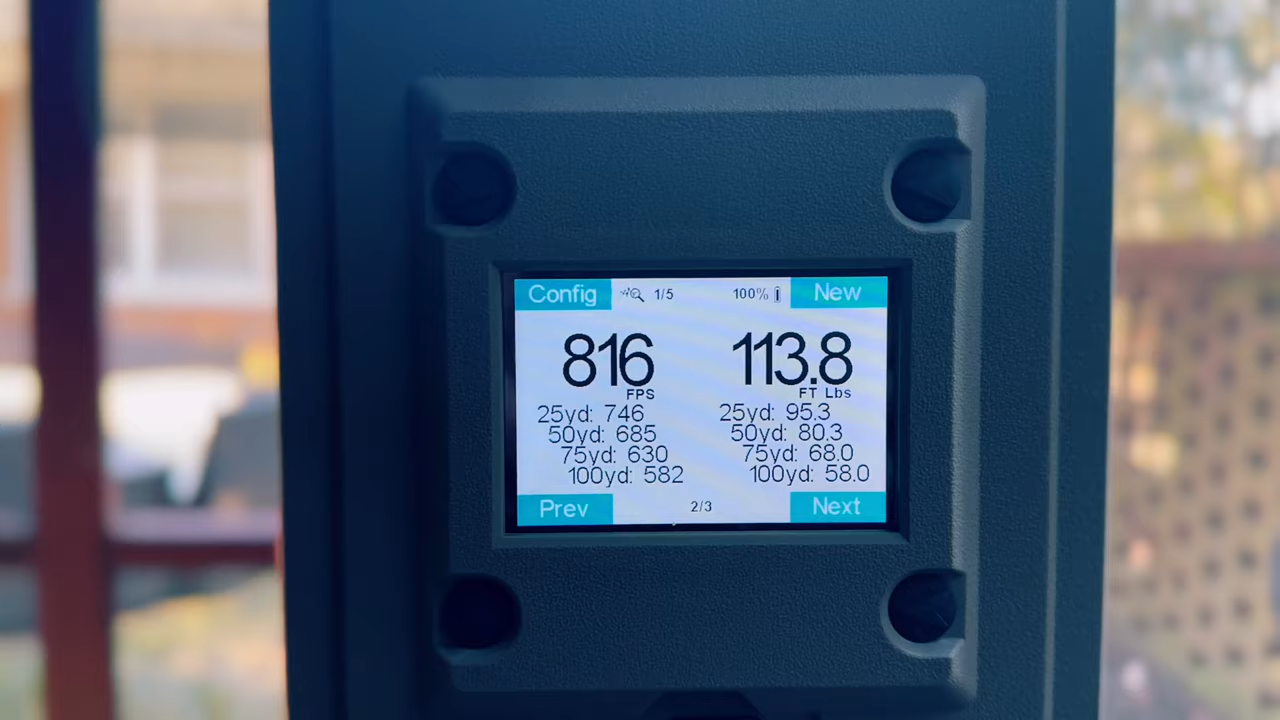 Config 1/5 100% New
816 FPS 113.8 FT Lbs
25yd: 746 25yd: 95.3
50yd: 685 50yd: 80.3
75yd: 630 75yd: 68.0
100yd: 582 100yd: 58.0
Prev 2/3 Next